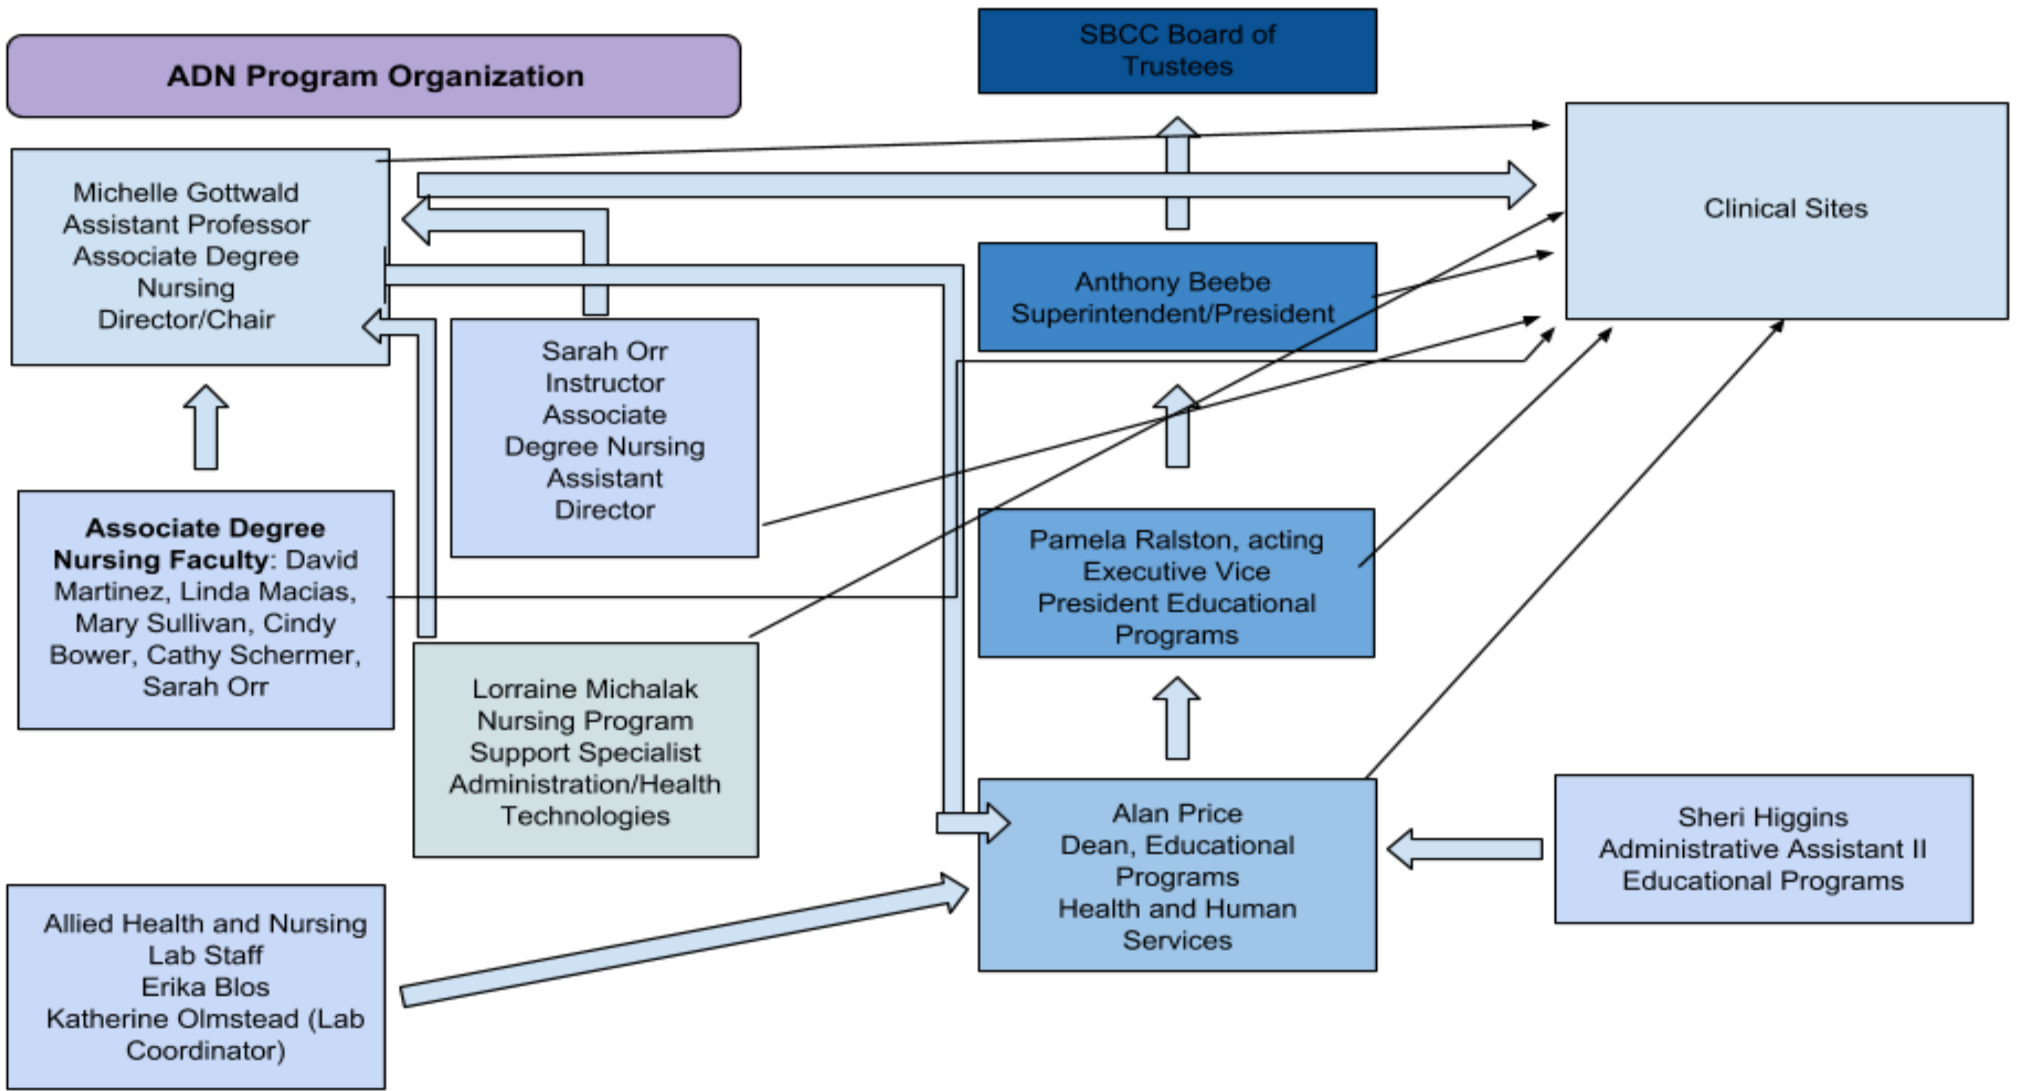 ADN Program Organization
SBCC Board of
Trustees
Michelle Gottwald
Assistant Professor
Associate Degree
Nursing
Director/Chair
Clinical Sites
Anthony Beebe
Superintendent/President
Sarah Orr
Instructor
Associate
Degree Nursing
Assistant
Director
Associate Degree
Nursing Faculty: David
Martinez, Linda Macias,
Mary Sullivan, Cindy
Bower, Cathy Schermer,
Sarah Orr
Pamela Ralston, acting
Executive Vice
President Educational
Programs
Lorraine Michalak
Nursing Program
Support Specialist
Administration/Health
Technologies
Alan Price
Dean, Educational
Programs
Health and Human
Services
Sheri Higgins
Administrative Assistant II
Educational Programs
Allied Health and Nursing
Lab Staff
Erika Blos
Katherine Olmstead (Lab
Coordinator)